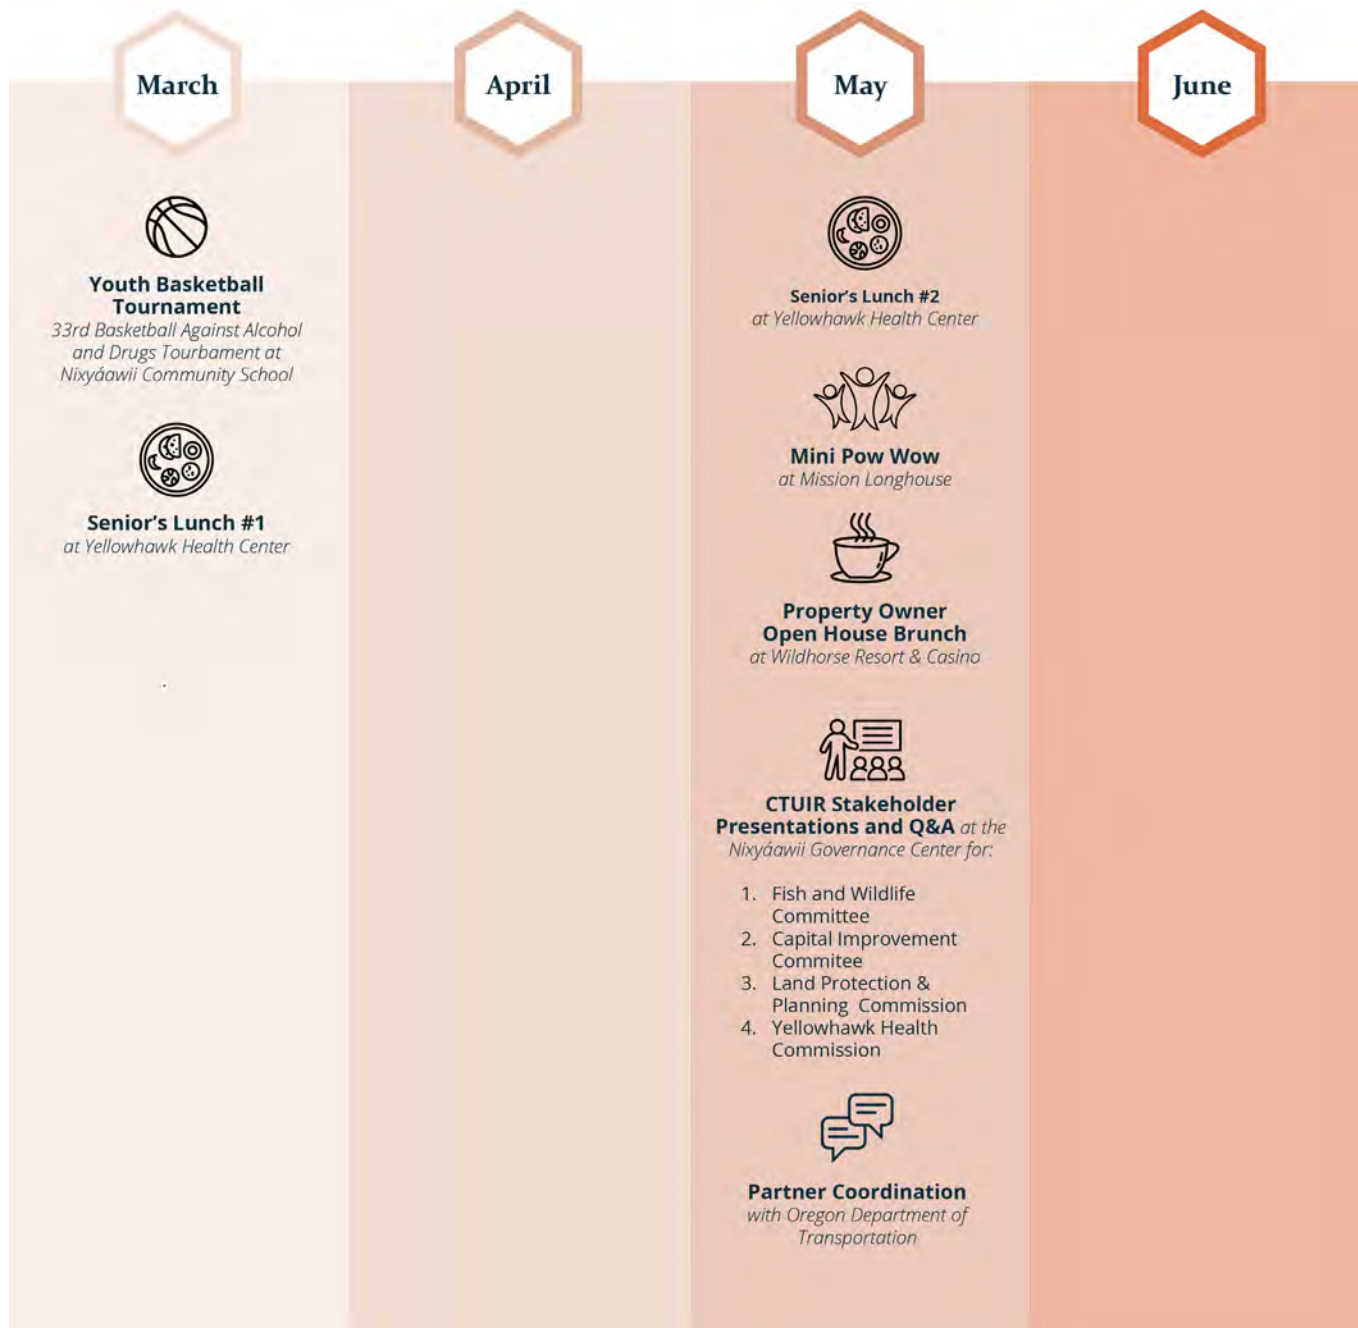 March
April
May
June
Youth Basketball
Tournament
33rd Basketball Against Alcohol
and Drugs Tourbament at
Nixyáawii Community School
Senior's Lunch #1
at Yellowhawk Health Center
Senior's Lunch #2
at Yellowhawk Health Center
Mini Pow Wow
at Mission Longhouse
Property Owner
Open House Brunch
at Wildhorse Resort & Casino
CTUIR Stakeholder
Presentations and Q&A at the
Nixyáawii Governance Center for:
1. Fish and Wildlife
Committee
2. Capital Improvement
Commitee
3. Land Protection &
Planning Commission
4. Yellowhawk Health
Commission
Partner Coordination
with Oregon Department of
Transportation